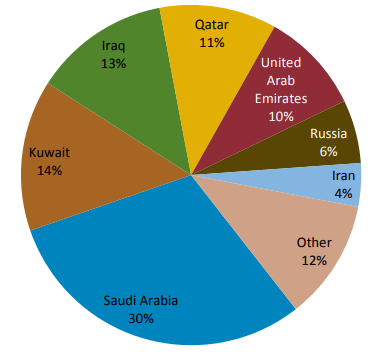 Qatar
11%
United
Arab
Emirates
10%
Russia
6%
Iran
4%
Other
12%
Saudi Arabia
30%
Kuwait
14%
Iraq
13%